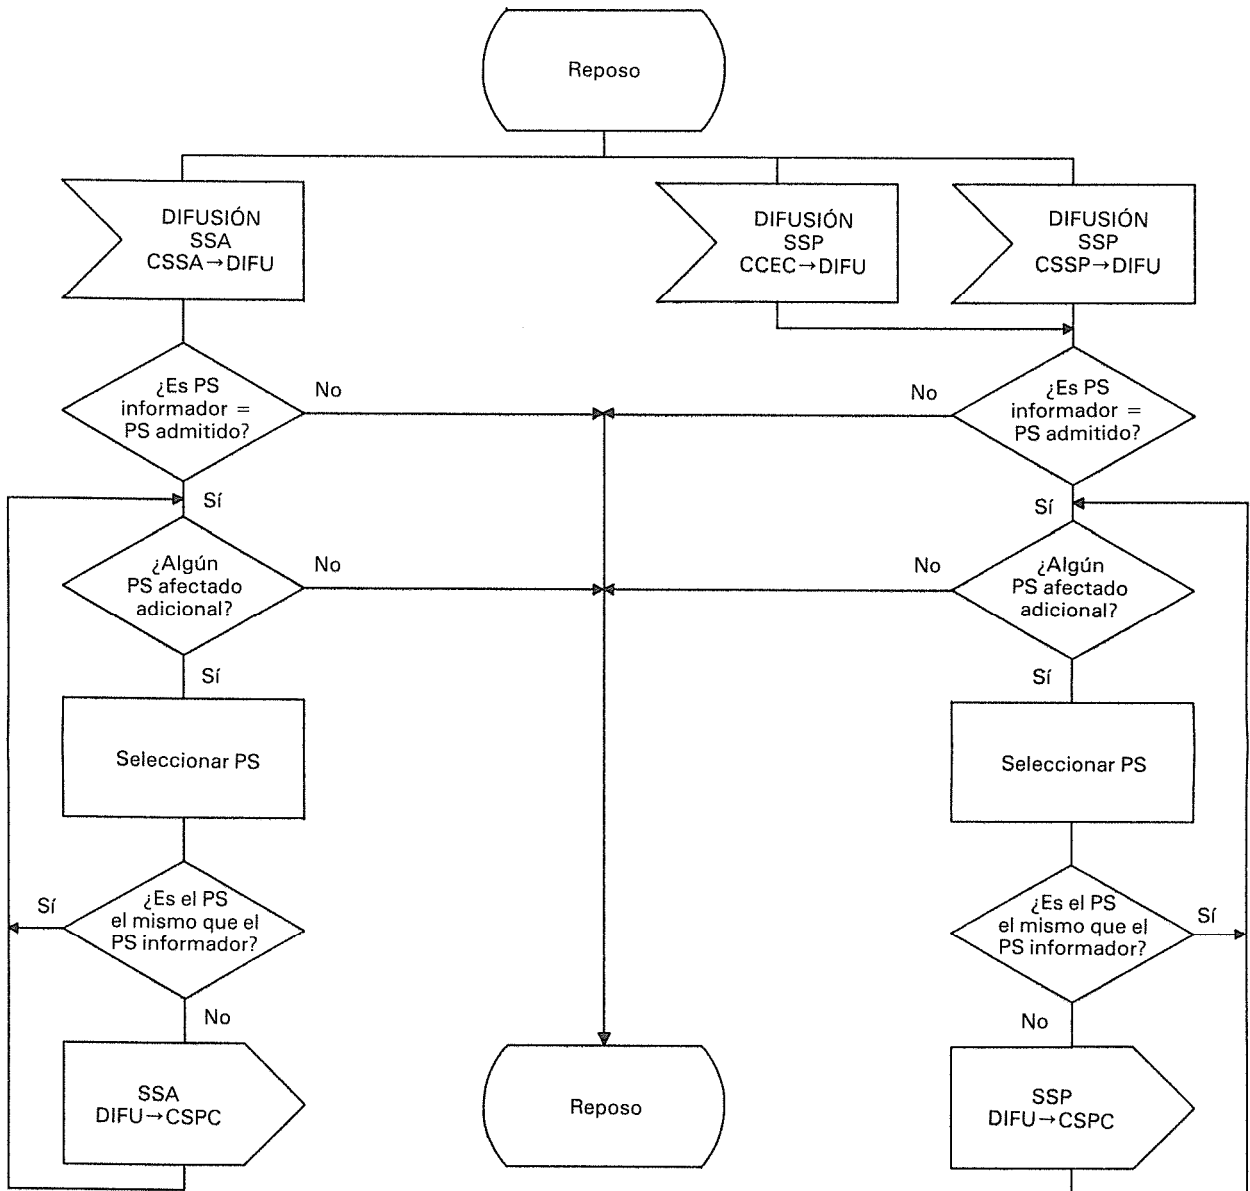 Reposo
DIFUSIÓN
SSA
CSSA→DIFU
DIFUSIÓN
SSP
CCEC→DIFU
DIFUSIÓN
SSP
CSSP→DIFU
¿Es PS
informador =
PS admitido?
No
No
¿Es PS
informador =
PS admitido?
Sí
Sí
¿Algún
PS afectado
adicional?
No
No
¿Algún
PS afectado
adicional?
Sí
Sí
Seleccionar PS
Seleccionar PS
Sí
¿Es el PS
el mismo que el
PS informador?
¿Es el PS
el mismo que el
PS informador?
Sí
No
No
SSA
DIFU→CSPC
Reposo
SSP
DIFU→CSPC